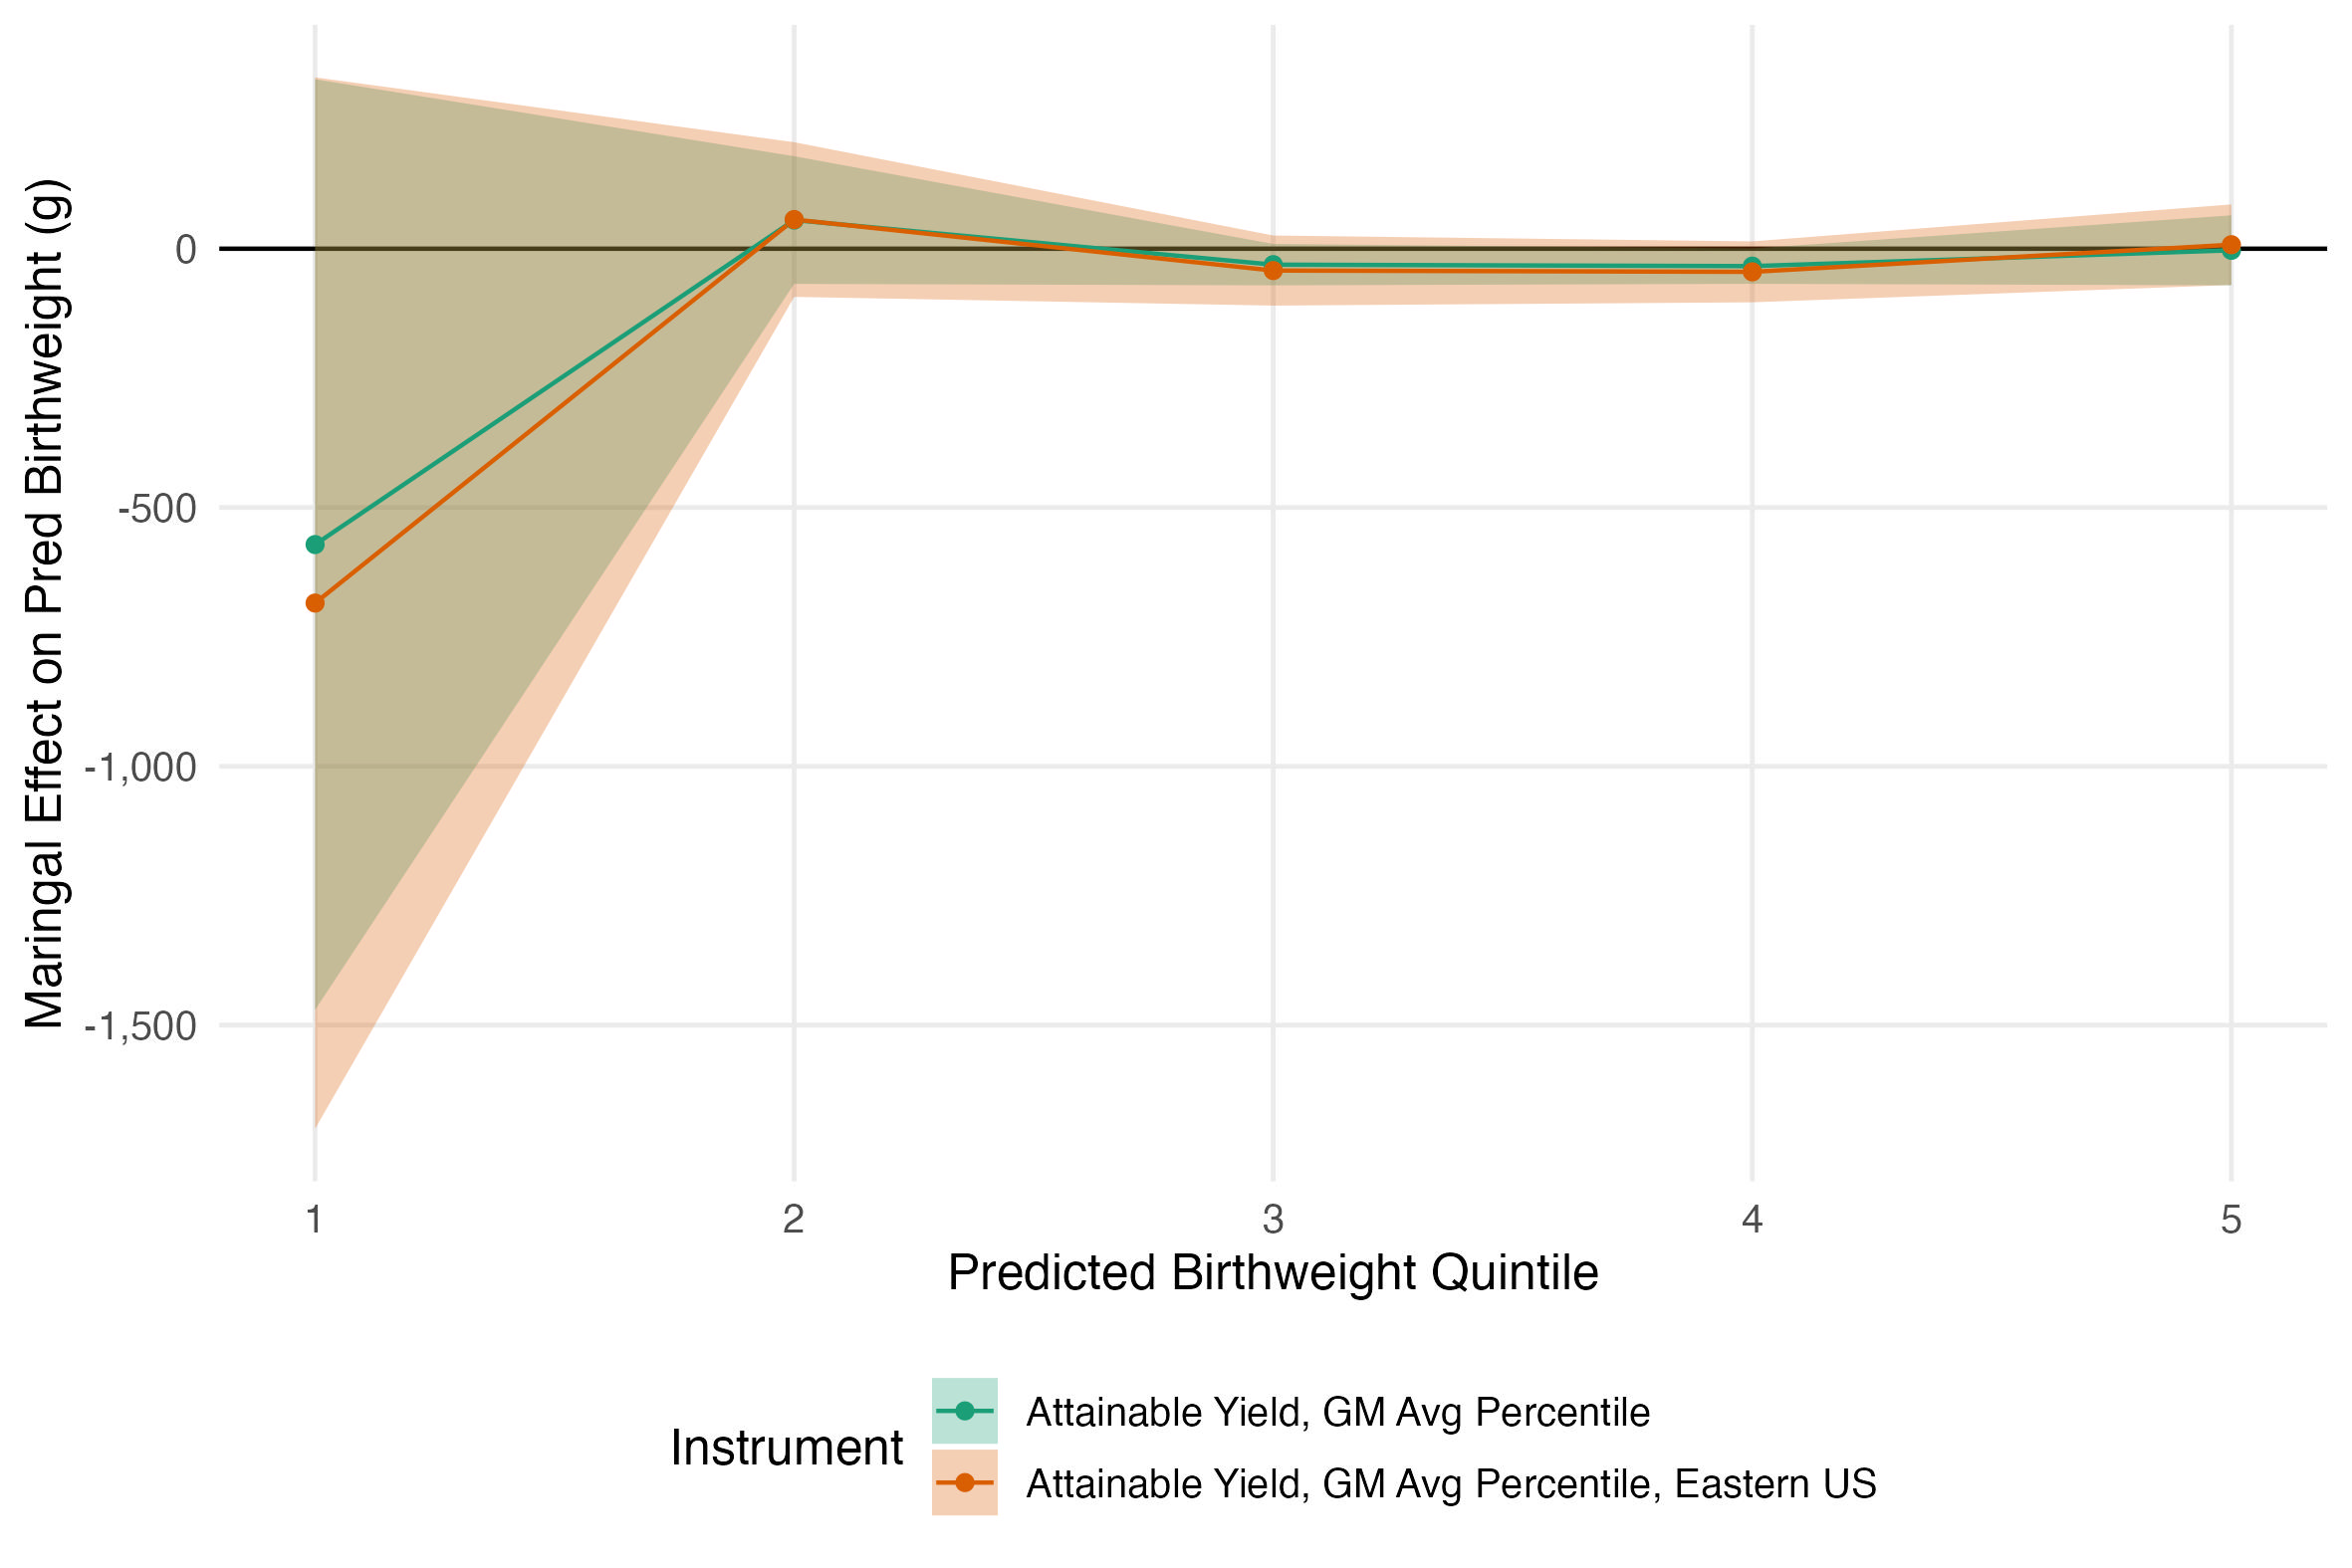 Maringal Effect on Pred Birthweight (g)
0
-500
-1,000
-1,500
1 2 3 4 5
Predicted Birthweight Quintile
Instrument
Attainable Yield, GM Avg Percentile
Attainable Yield, GM Avg Percentile, Eastern US